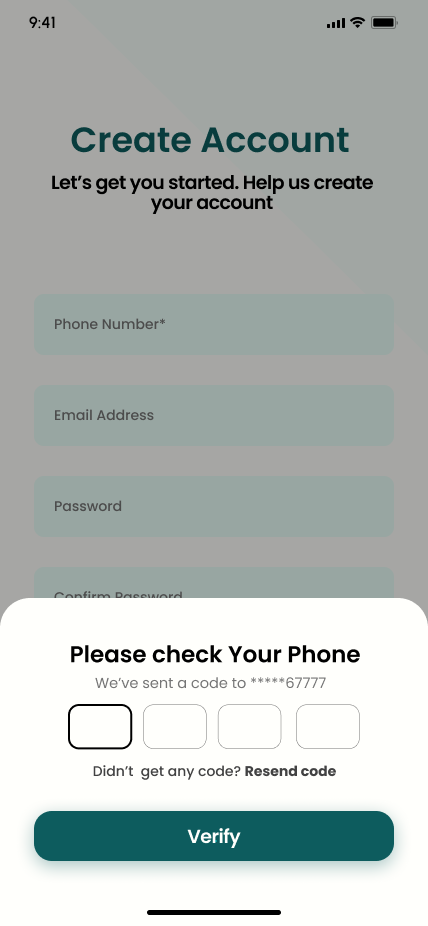 9:41
Create Account
Let's get you started. Help us create
your account
Phone Number*
Email Address
Password
Confirm Password
Please check Your Phone
We've sent a code to *****67777
Didn't get any code? Resend code
Verify